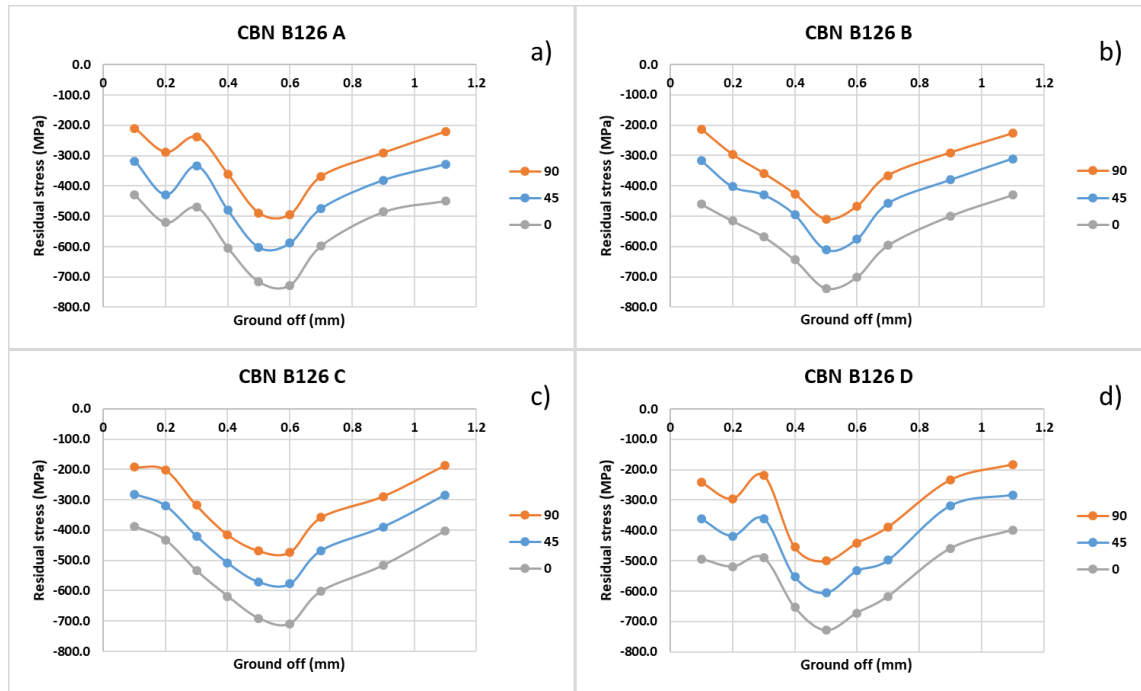 CBN B126 A
a)
0.0
-100.0
-200.0
-300.0
-400.0
-500.0
-600.0
-700.0
-800.0
0 0.2 0.4 0.6 0.8 1 1.2
Residual stress (MPa)
Ground off (mm)
90
45
0
CBN B126 B
b)
0.0
-100.0
-200.0
-300.0
-400.0
-500.0
-600.0
-700.0
-800.0
0 0.2 0.4 0.6 0.8 1 1.2
Residual stress (MPa)
Ground off (mm)
90
45
0
CBN B126 C
c)
0.0
-100.0
-200.0
-300.0
-400.0
-500.0
-600.0
-700.0
-800.0
0 0.2 0.4 0.6 0.8 1 1.2
Residual stress (MPa)
Ground off (mm)
90
45
0
CBN B126 D
d)
0.0
-100.0
-200.0
-300.0
-400.0
-500.0
-600.0
-700.0
-800.0
0 0.2 0.4 0.6 0.8 1 1.2
Residual stress (MPa)
Ground off (mm)
90
45
0